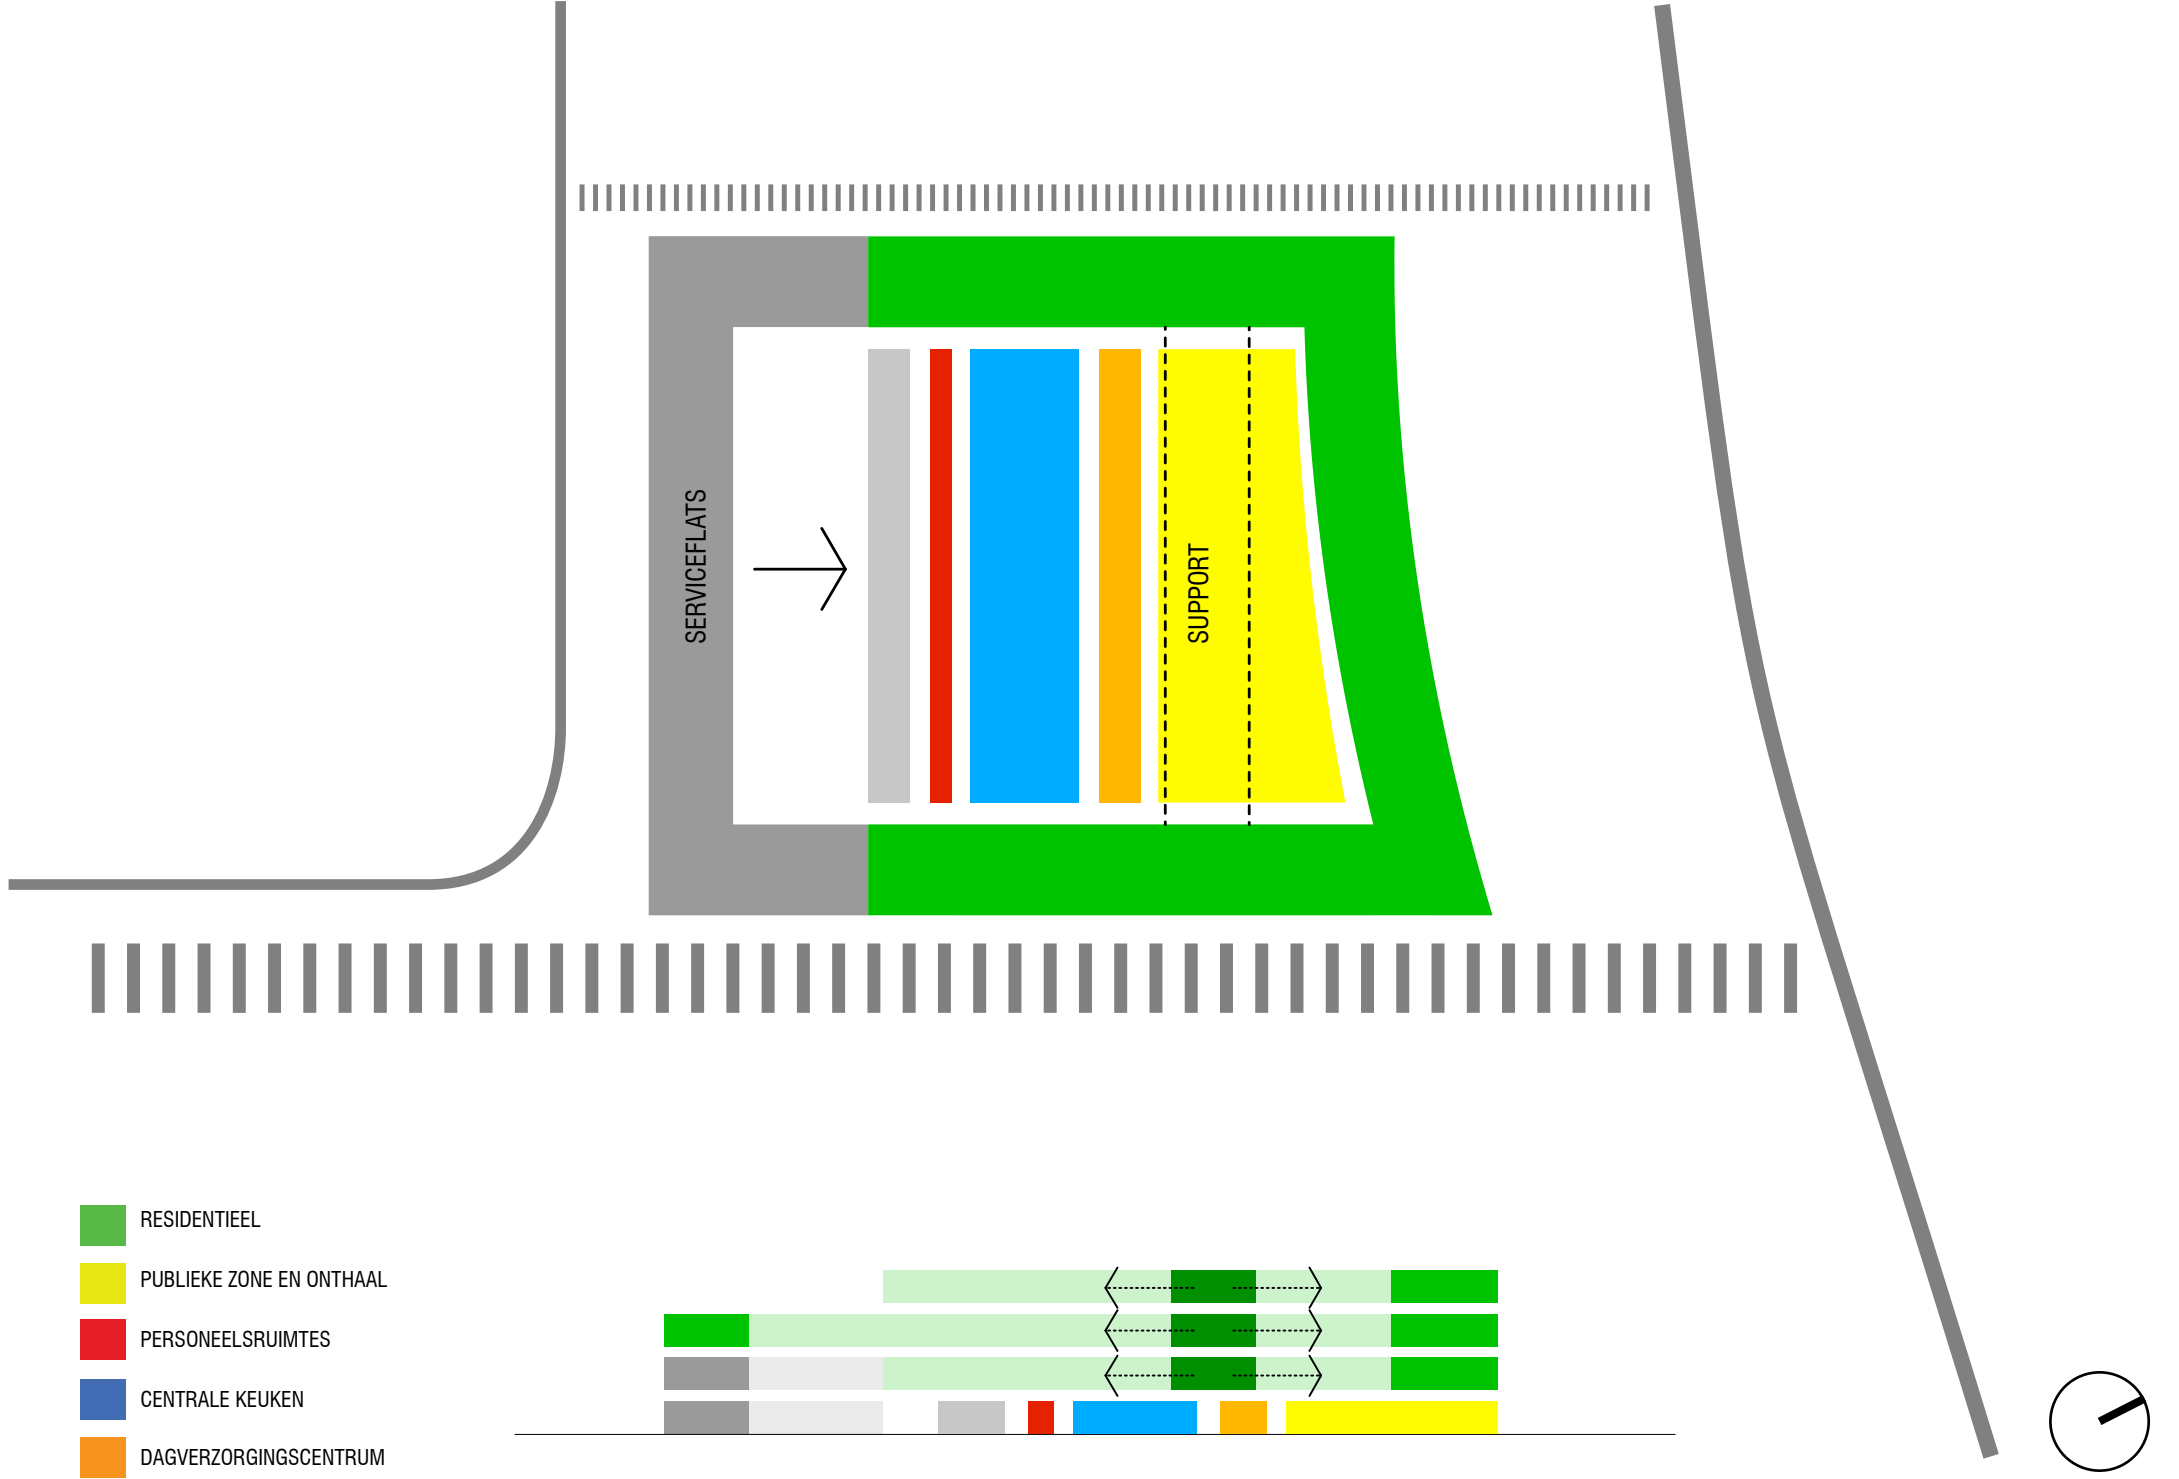 SERVICEFLATS
SUPPORT
RESIDENTIEEL
PUBLIEKE ZONE EN ONTHAAL
PERSONEELSRUIMTES
CENTRALE KEUKEN
DAGVERZORGINGSCENTRUM